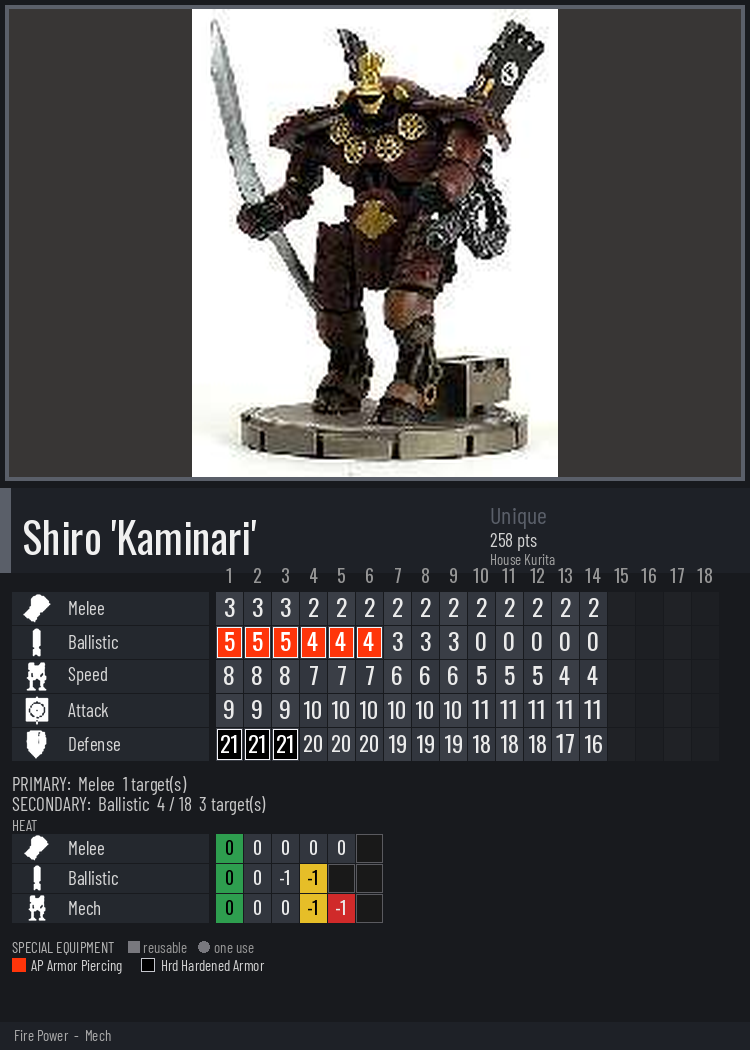 Shiro 'Kaminari'
Unique
258 pts
House Kurita
1 2 3 4 5 6 7 8 9 10 11 12 13 14 15 16 17 18
Melee 3 3 3 2 2 2 2 2 2 2 2 2 2 2
Ballistic 5 5 5 4 4 4 3 3 3 0 0 0 0 0
Speed 8 8 8 7 7 7 6 6 6 5 5 5 4 4
Attack 9 9 9 10 10 10 10 10 10 11 11 11 11 11
Defense 21 21 21 20 20 20 19 19 19 18 18 18 17 16
PRIMARY: Melee 1 target(s)
SECONDARY: Ballistic 4 / 18 3 target(s)
HEAT
Melee 0 0 0 0 0
Ballistic 0 0 -1 -1
Mech 0 0 0 -1 -1
SPECIAL EQUIPMENT reusable one use
AP Armor Piercing Hrd Hardened Armor
Fire Power - Mech